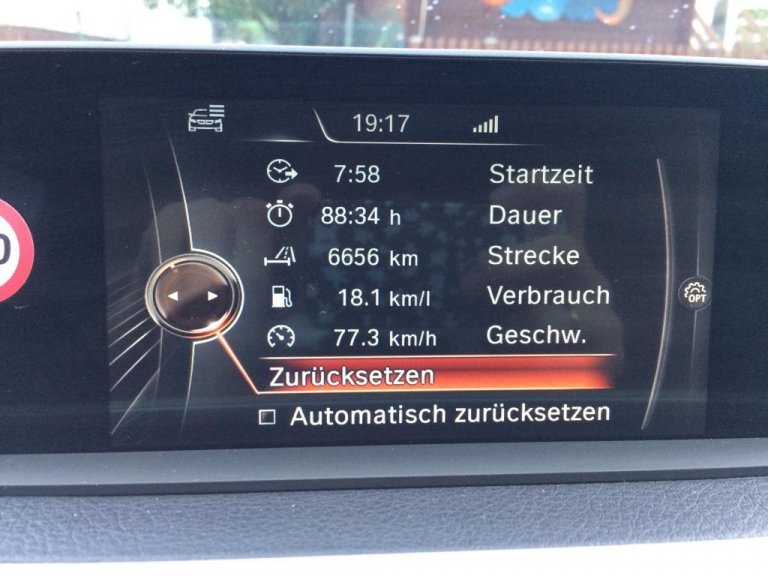 19:17
7:58 Startzeit
88:34 h Dauer
6656 km Strecke
18.1 km/l Verbrauch
77.3 km/h Geschw.
OPT
Zurücksetzen
Automatisch zurücksetzen